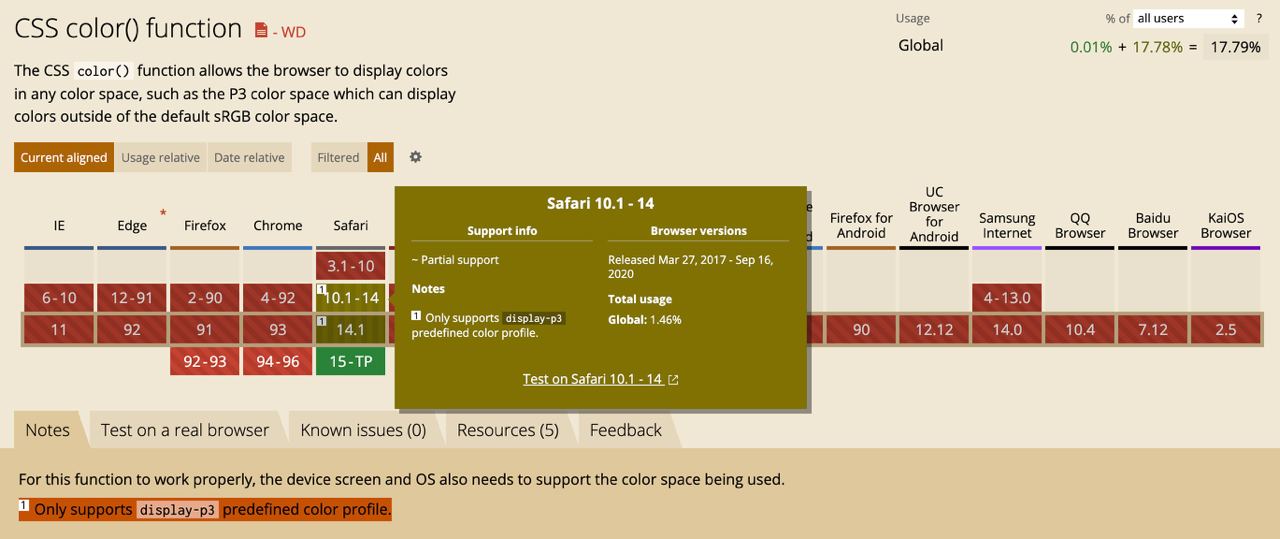 CSS color() function - WD
Usage % of all users ?
Global 0.01% + 17.78% = 17.79%
The CSS color() function allows the browser to display colors
in any color space, such as the P3 color space which can display
colors outside of the default sRGB color space.
Current aligned Usage relative Date relative Filtered All
IE Edge * Firefox Chrome Safari
Firefox for
Android
UC
Browser
for
Android
Samsung
Internet
QQ
Browser
Baidu
Browser
KaiOS
Browser
3.1-10
6-10 12-91 2-90 4-92 1 10.1-14 4-13.0
11 92 91 93 1 14.1 90 12.12 14.0 10.4 7.12 2.5
92-93 94-96 15-TP
Safari 10.1 - 14
Support info
~ Partial support
Notes
1 Only supports display-p3
predefined color profile.
Browser versions
Released Mar 27, 2017 - Sep 16,
2020
Total usage
Global: 1.46%
Test on Safari 10.1 - 14
Notes Test on a real browser Known issues (0) Resources (5) Feedback
For this function to work properly, the device screen and OS also needs to support the color space being used.
1 Only supports display-p3 predefined color profile.